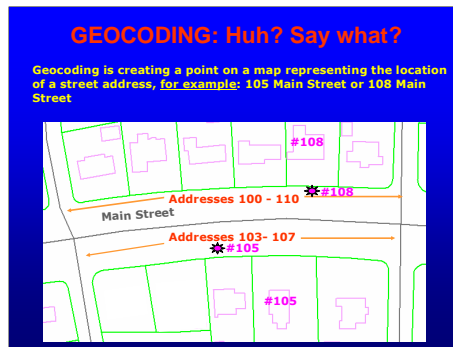 GEOCODING: Huh? Say what?
Geocoding is creating a point on a map representing the location
of a street address, for example: 105 Main Street or 108 Main
Street
#108
#108
Addresses 100 - 110
Main Street
Addresses 103- 107
#105
#105